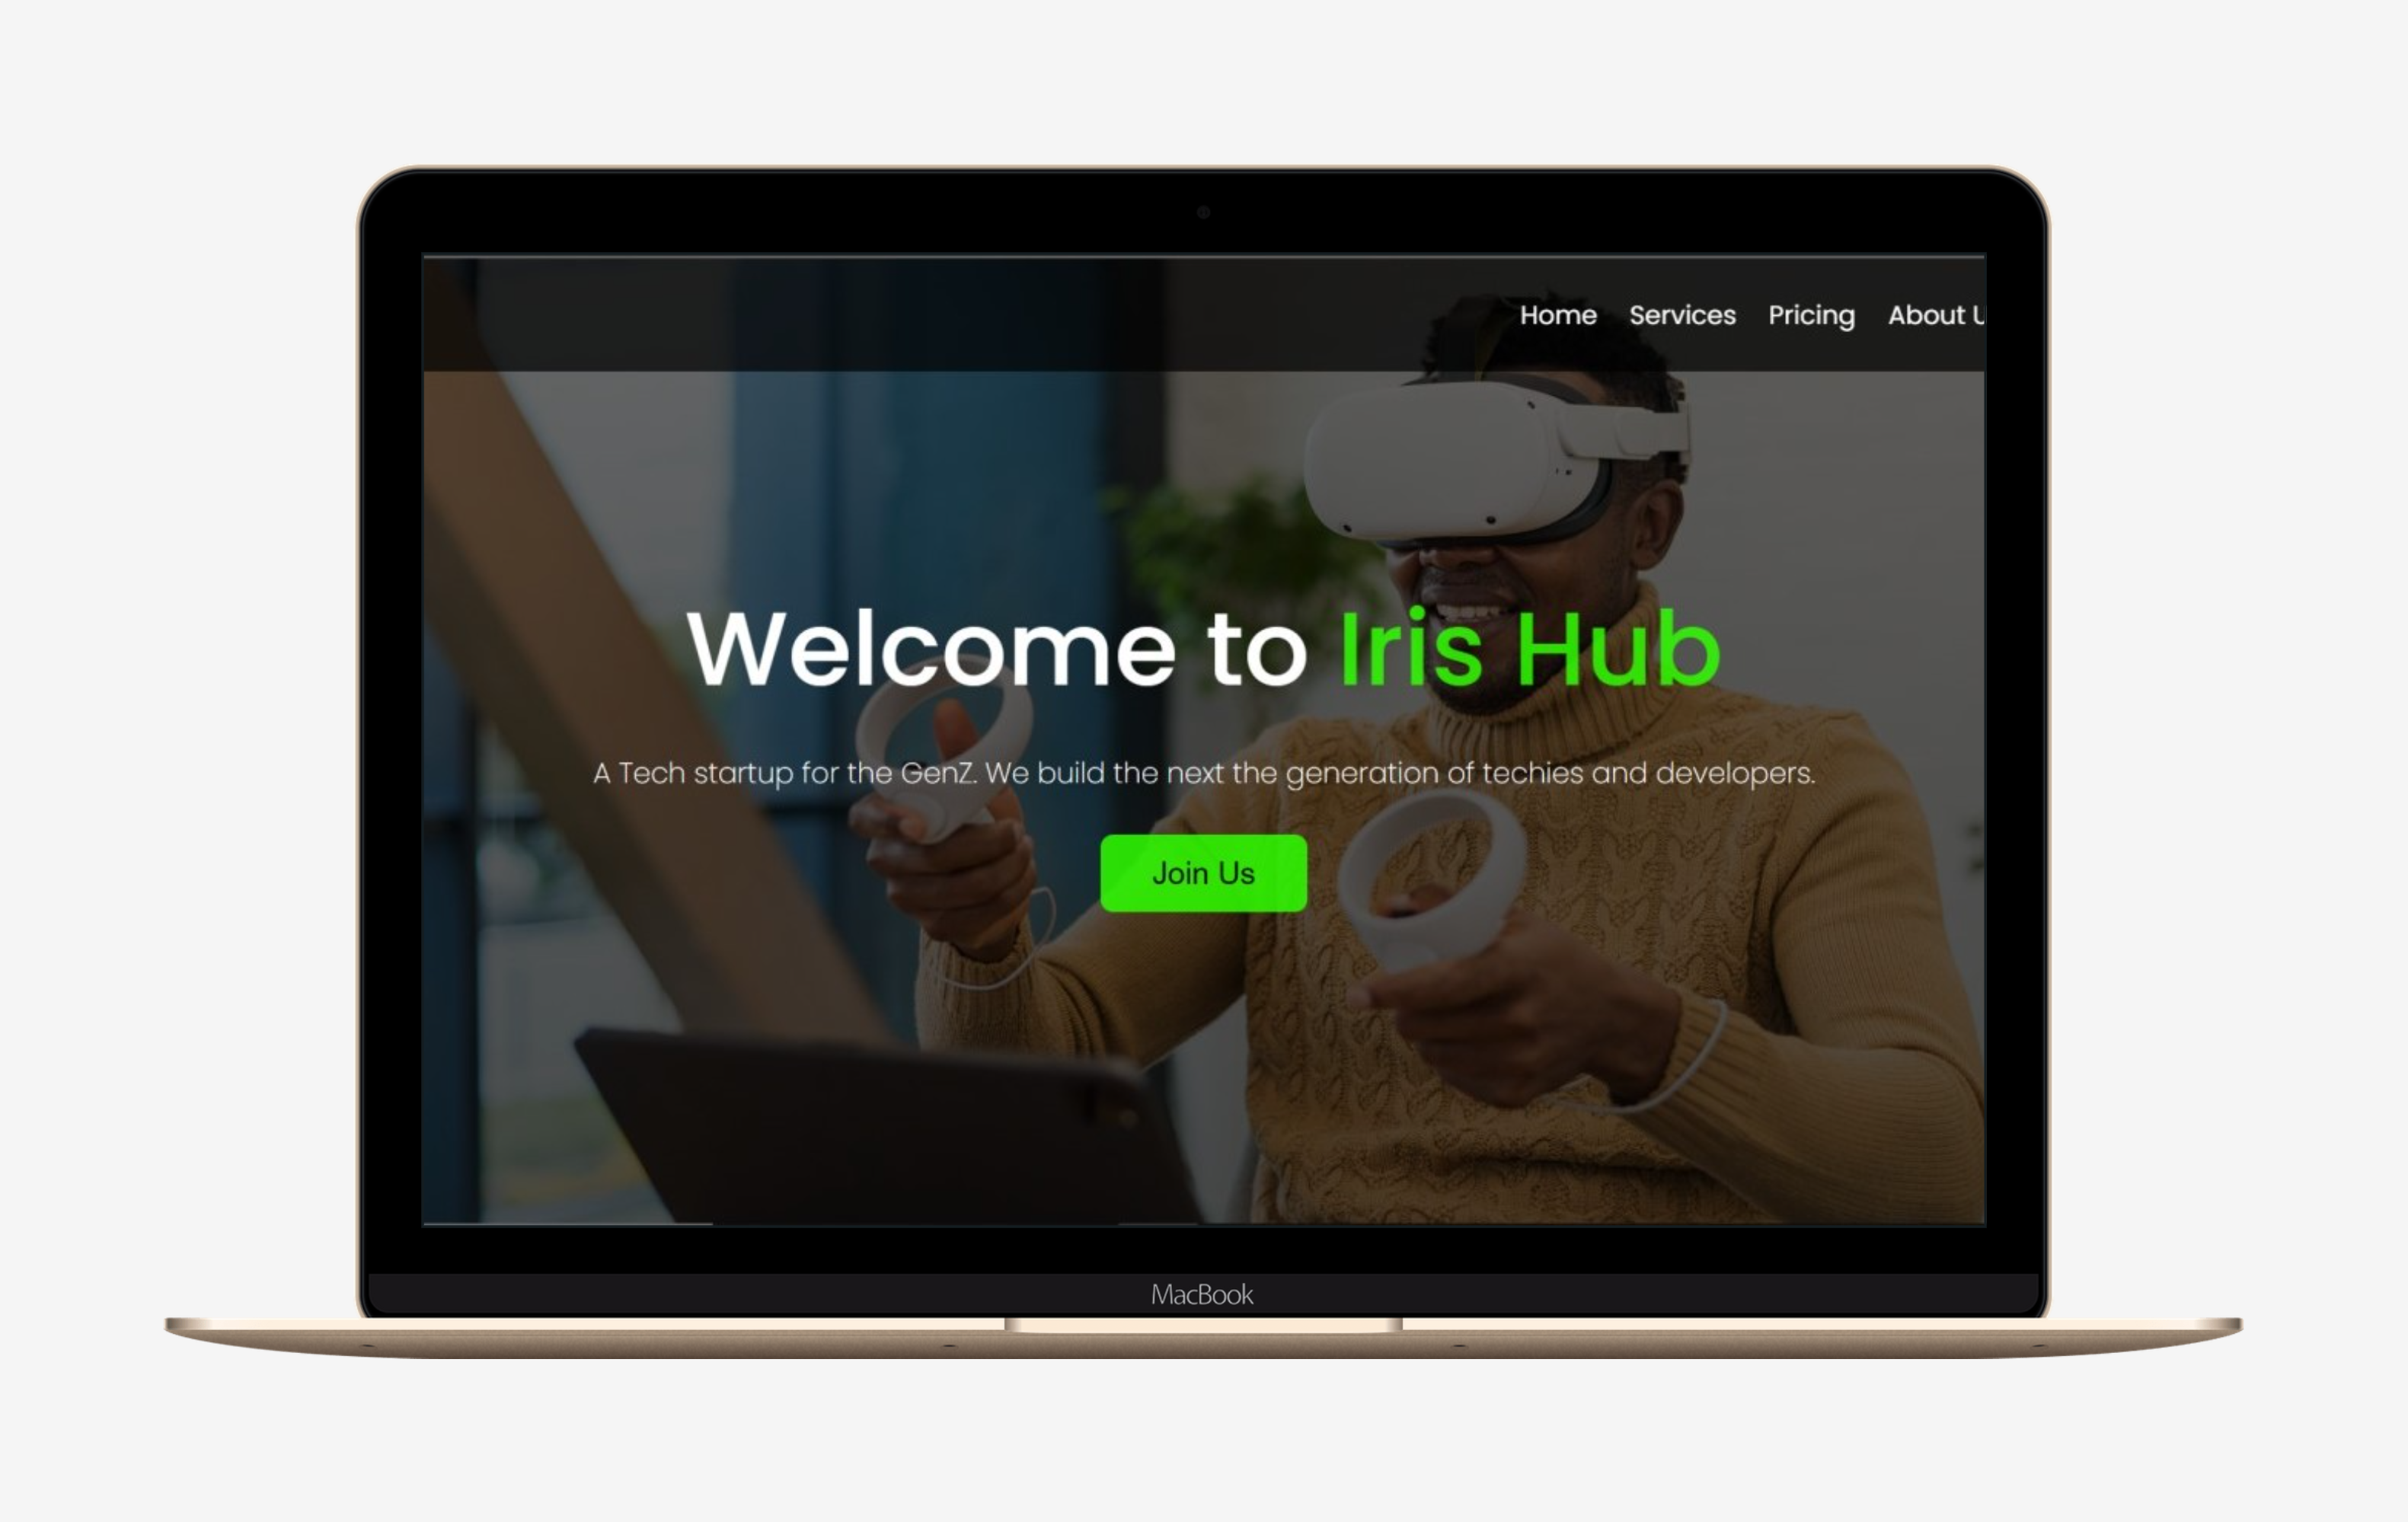 Home Services Pricing About U
Welcome to Iris Hub
A Tech startup for the GenZ. We build the next the generation of techies and developers.
Join Us
MacBook